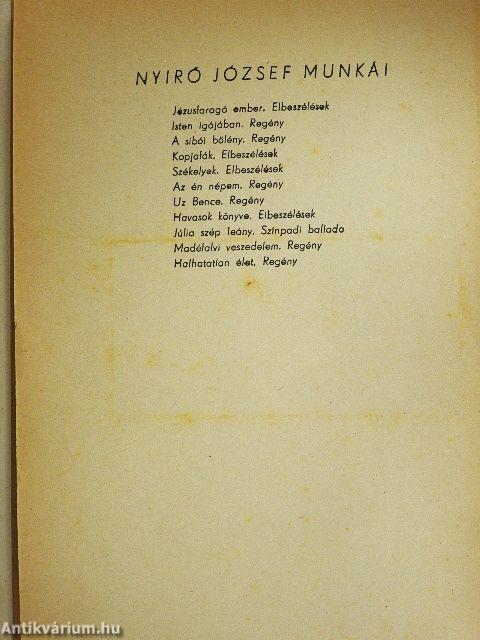 NYIRŐ JÓZSEF MUNKÁI
Jézusfaragó ember. Elbeszélések
Isten igájában. Regény
A sibói bölény. Regény
Kopjafák. Elbeszélések
Székelyek. Elbeszélések
Az én népem. Regény
Uz Bence. Regény
Havasok könyve. Elbeszélések
Júlia szép leány. Színpadi ballada
Madéfalvi veszedelem. Regény
Halhatatlan élet. Regény
Antikvárium.hu